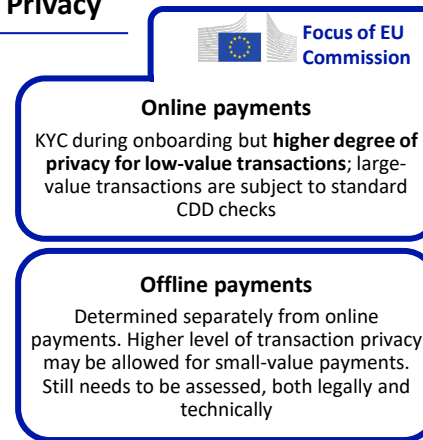 Privacy
Focus of EU
Commission
Online payments
KYC during onboarding but higher degree of
privacy for low-value transactions; large-
value transactions are subject to standard
CDD checks
Offline payments
Determined separately from online
payments. Higher level of transaction privacy
may be allowed for small-value payments.
Still needs to be assessed, both legally and
technically